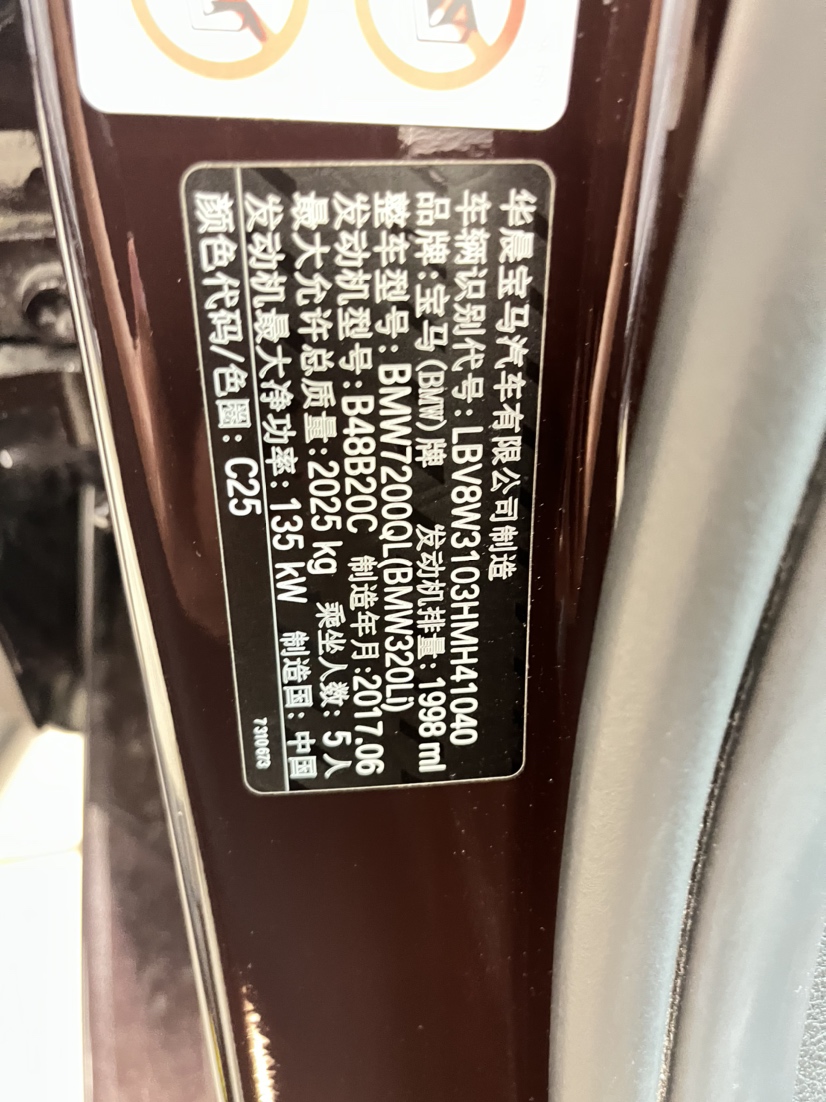 华晨宝马汽车有限公司制造
车辆识别代号：LBV8W3103HMH41040
品牌：宝马(BMW)牌 发动机排量：1998 ml
整车型号：BMW7200QL(BMW320Li)
发动机型号：B48B20C 制造年月：2017.06
最大允许总质量：2025 kg 乘坐人数：5人
发动机最大净功率：135 kW 制造国：中国
颜色代码/色圈：C25
7310673